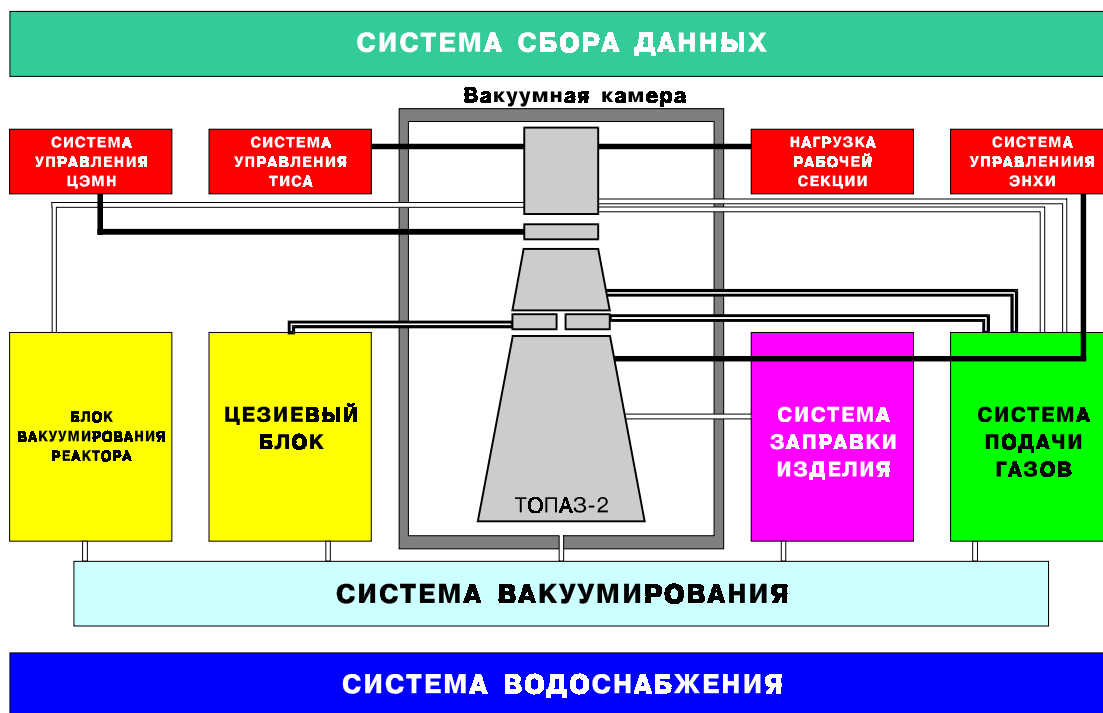 СИСТЕМА СБОРА ДАННЫХ
Вакуумная камера
СИСТЕМА
УПРАВЛЕНИЯ
ЦЭМН
СИСТЕМА
УПРАВЛЕНИЯ
ТИСА
НАГРУЗКА
РАБОЧЕЙ
СЕКЦИИ
СИСТЕМА
УПРАВЛЕНИИЯ
ЭНХИ
БЛОК
ВАКУУМИРОВАНИЯ
РЕАКТОРА
ЦЕЗИЕВЫЙ
БЛОК
ТОПАЗ-2
СИСТЕМА
ЗАПРАВКИ
ИЗДЕЛИЯ
СИСТЕМА
ПОДАЧИ
ГАЗОВ
СИСТЕМА ВАКУУМИРОВАНИЯ
СИСТЕМА ВОДОСНАБЖЕНИЯ